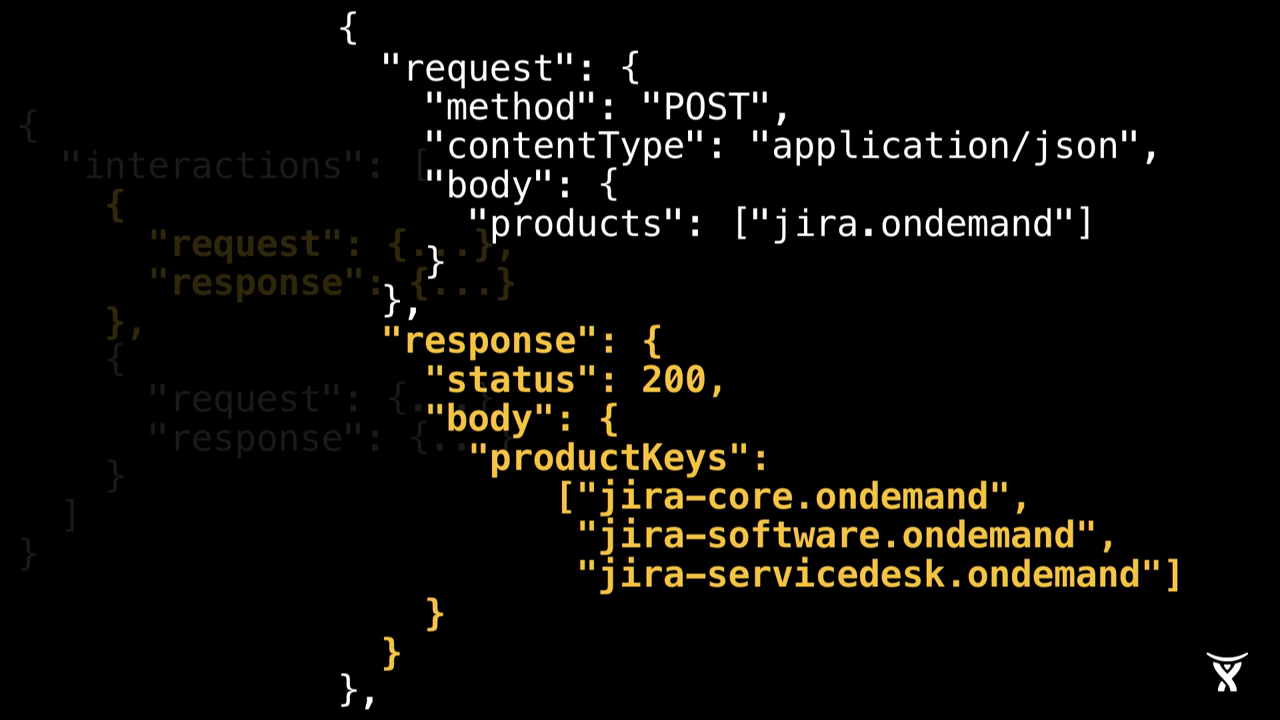 {
  "request": {
    "method": "POST",
    "contentType": "application/json",
    "body": {
      "products": ["jira.ondemand"]
    }
  },
  "response": {
    "status": 200,
    "body": {
      "productKeys":
          ["jira-core.ondemand",
           "jira-software.ondemand",
           "jira-servicedesk.ondemand"]
    }
  }
},
{
  "interactions": [
    {
      "request": {...},
      "response": {...}
    },
    {
      "request": {...},
      "response": {...}
    }
  ]
}